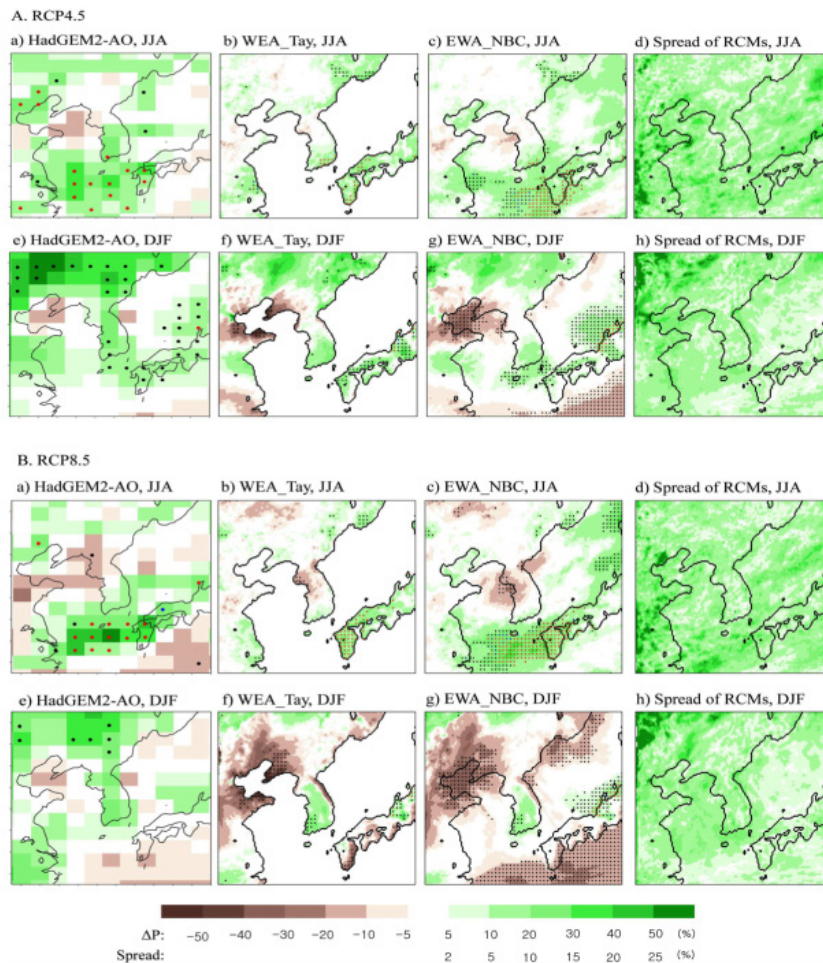 A. RCP4.5
a) HadGEM2-AO, JJA b) WEA_Tay, JJA c) EWA_NBC, JJA d) Spread of RCMs, JJA
e) HadGEM2-AO, DJF f) WEA_Tay, DJF g) EWA_NBC, DJF h) Spread of RCMs, DJF
B. RCP8.5
a) HadGEM2-AO, JJA b) WEA_Tay, JJA c) EWA_NBC, JJA d) Spread of RCMs, JJA
e) HadGEM2-AO, DJF f) WEA_Tay, DJF g) EWA_NBC, DJF h) Spread of RCMs, DJF
ΔP: -50 -40 -30 -20 -10 -5 5 10 20 30 40 50 (%)
Spread: 2 5 10 15 20 25 (%)